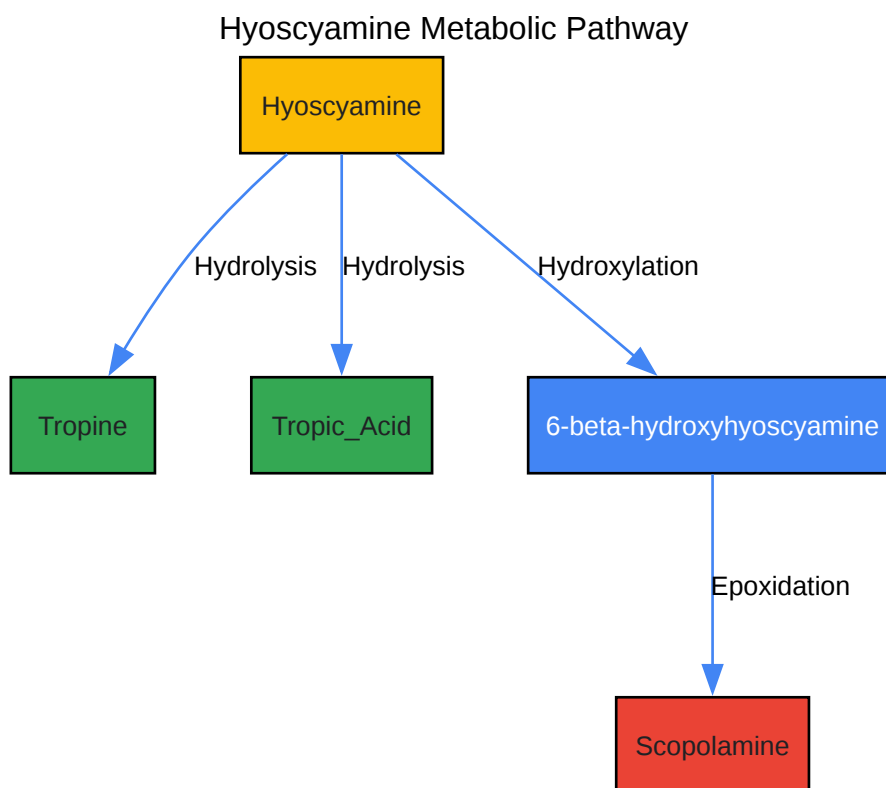 Hyoscyamine Metabolic Pathway
Hyoscyamine
Hydrolysis
Hydrolysis
Hydroxylation
Tropine
Tropic_Acid
6-beta-hydroxyhyoscyamine
Epoxidation
Scopolamine